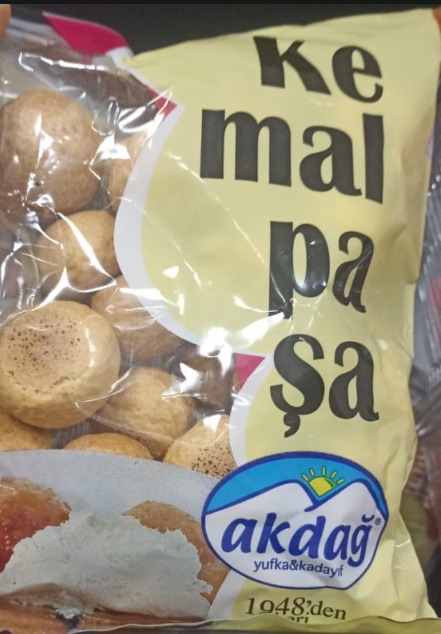 Ke
mal
pa
şa
akdağ®
yufka&kadayıf
1948'den